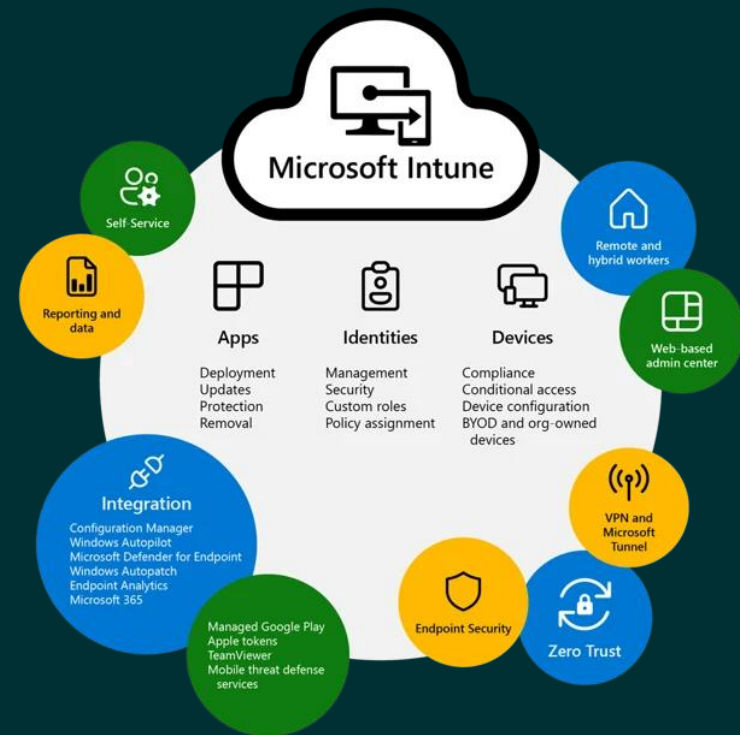 Microsoft Intune
Self-Service
Reporting and
data
Remote and
hybrid workers
Web-based
admin center
Apps
Deployment
Updates
Protection
Removal
Identities
Management
Security
Custom roles
Policy assignment
Devices
Compliance
Conditional access
Device configuration
BYOD and org-owned
devices
Integration
Configuration Manager
Windows Autopilot
Microsoft Defender for Endpoint
Windows Autopatch
Endpoint Analytics
Microsoft 365
Managed Google Play
Apple tokens
TeamViewer
Mobile threat defense
services
VPN and
Microsoft
Tunnel
Endpoint Security
Zero Trust